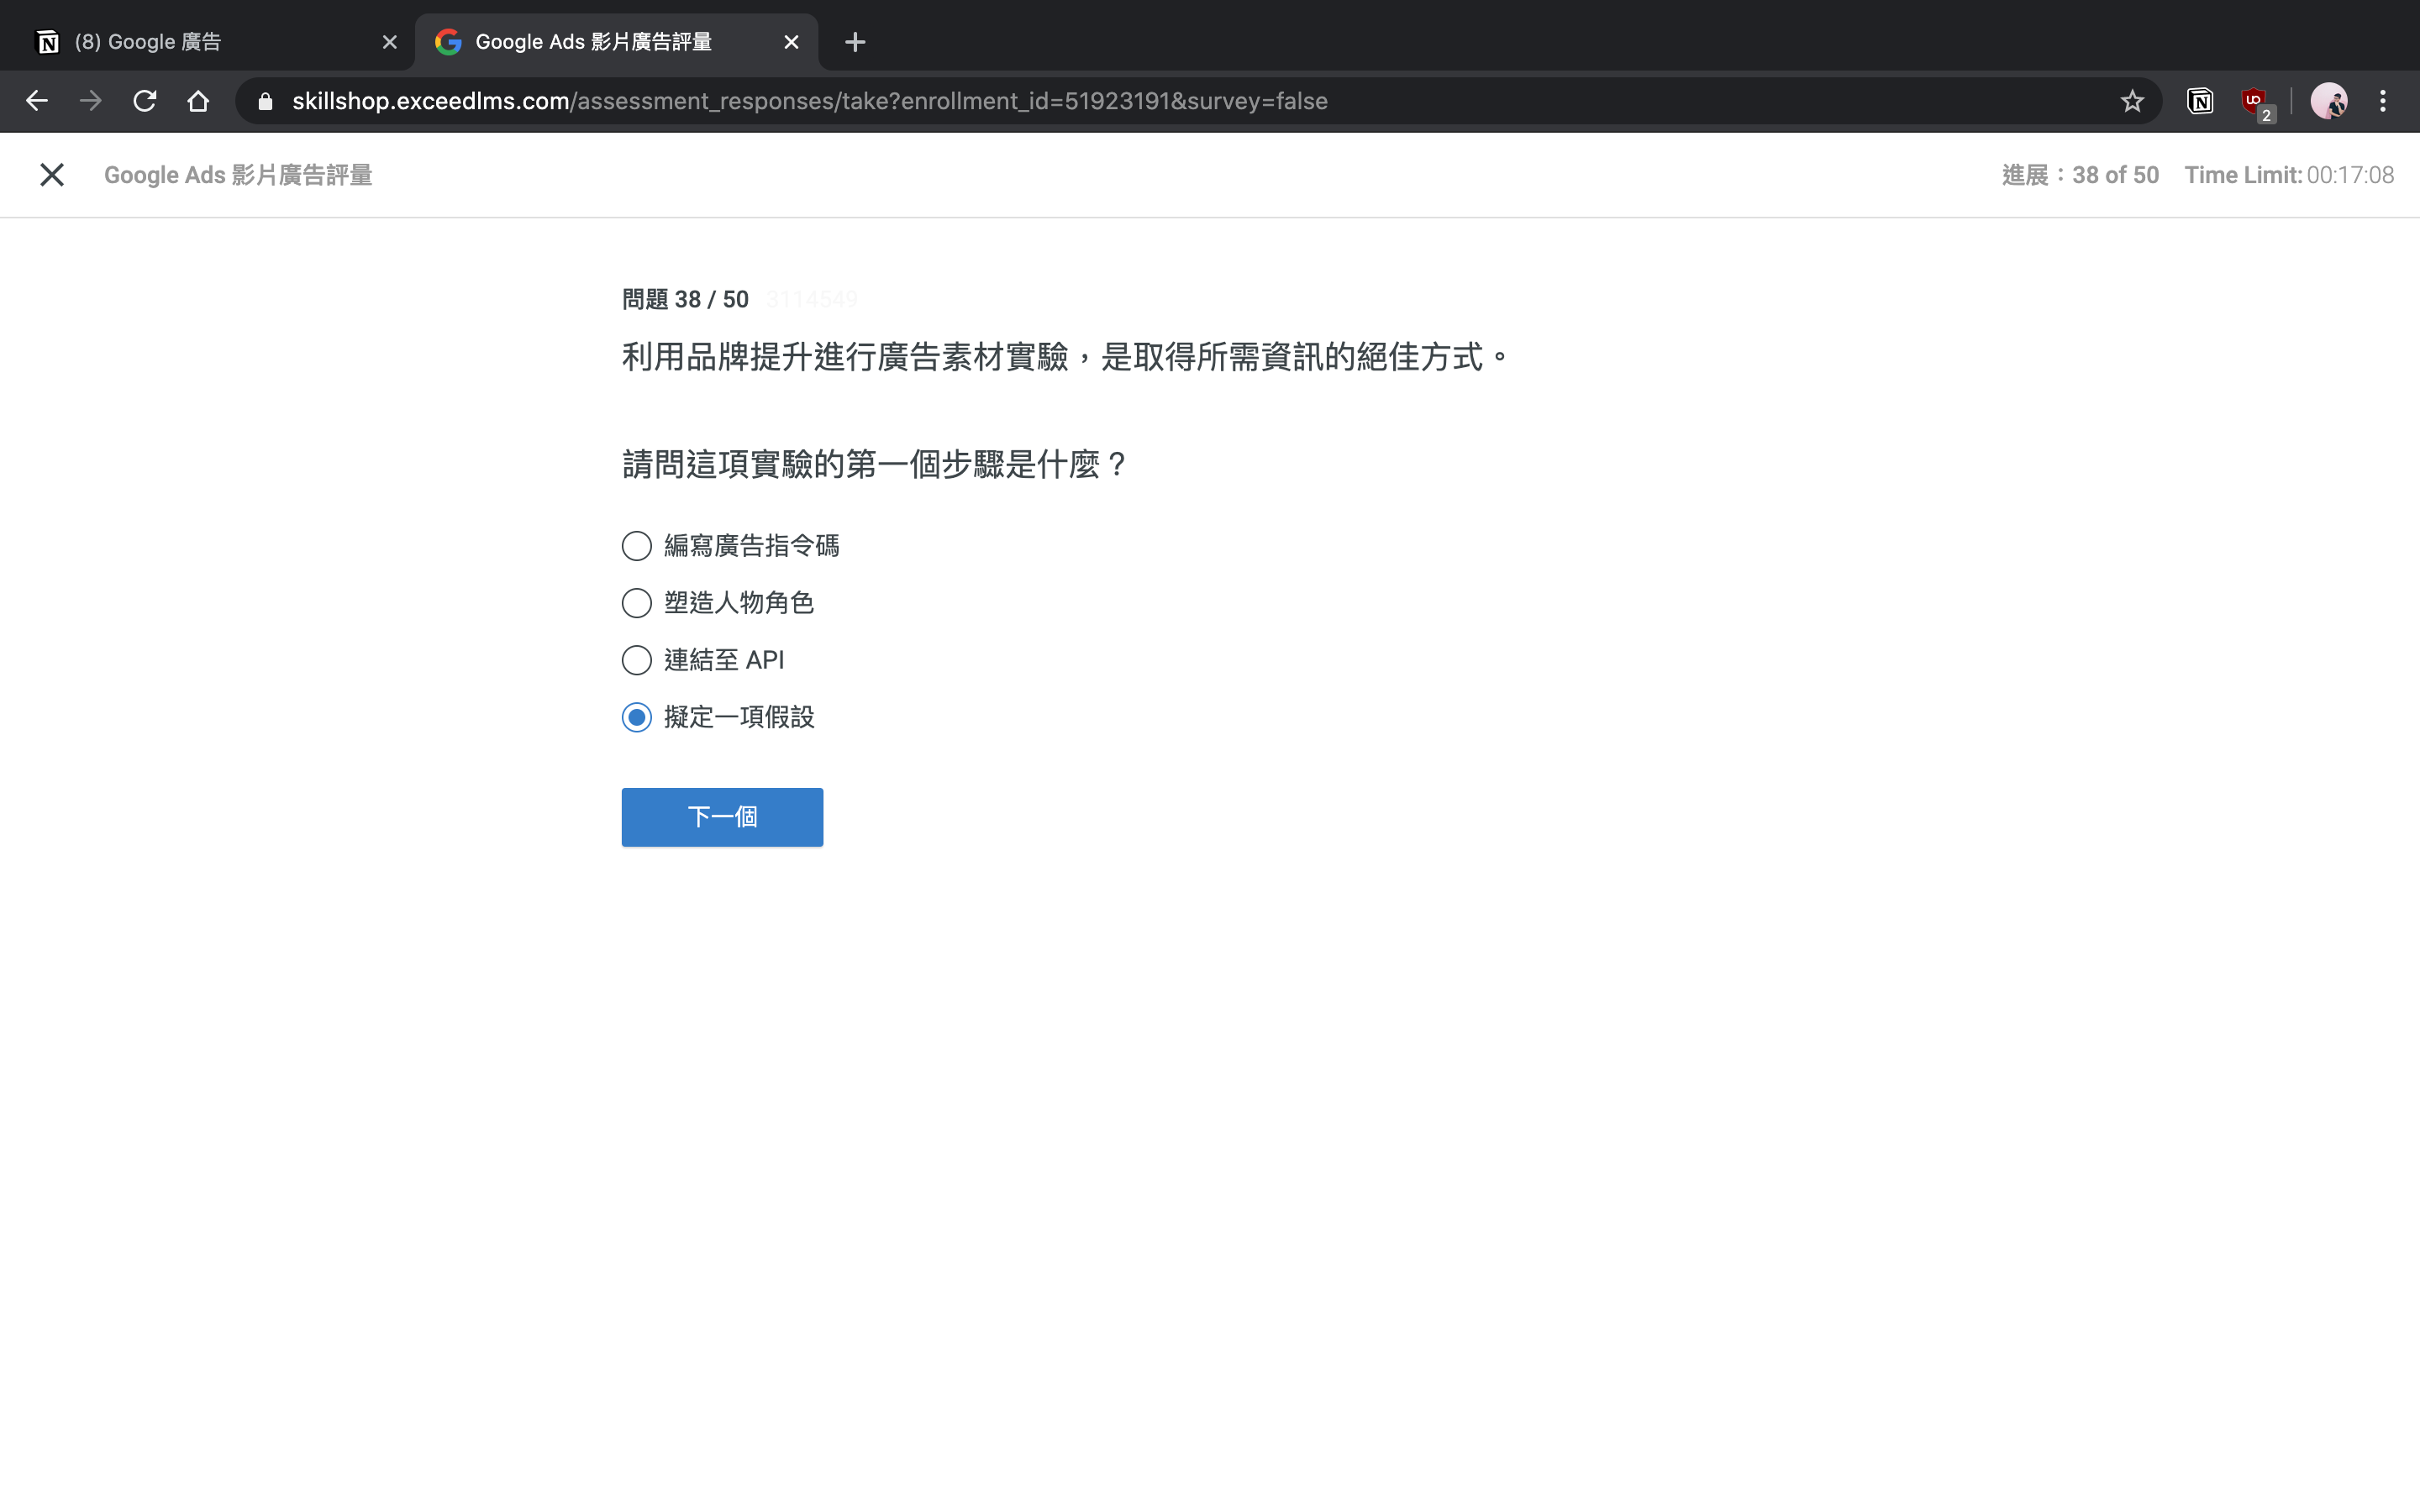 (8) Google 廣告
Google Ads 影片廣告評量
skillshop.exceedlms.com/assessment_responses/take?enrollment_id=51923191&survey=false
2
Google Ads 影片廣告評量
進展：38 of 50 Time Limit: 00:17:08
問題 38 / 50 3114549
利用品牌提升進行廣告素材實驗，是取得所需資訊的絕佳方式。
請問這項實驗的第一個步驟是什麼？
編寫廣告指令碼
塑造人物角色
連結至 API
擬定一項假設
下一個